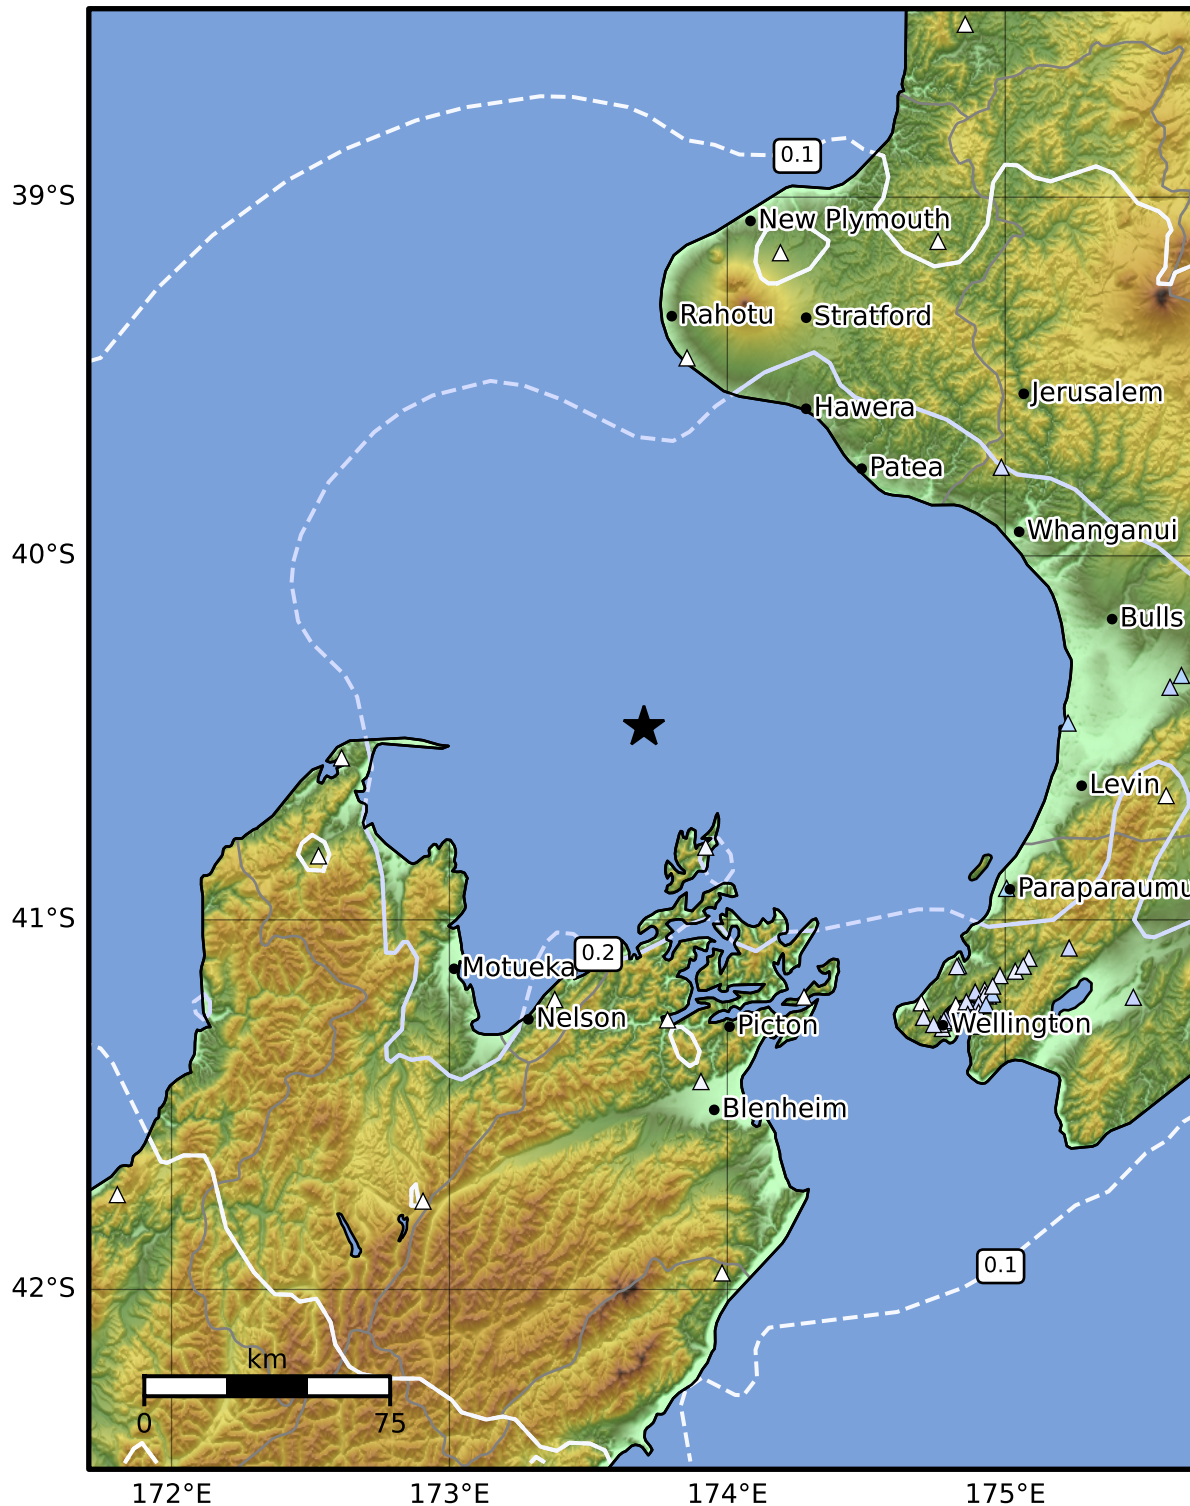 0.1
39°S
New Plymouth
Rahotu
Stratford
Jerusalem
Hawera
Patea
Whanganui
40°S
Bulls
Levin
Paraparaumu
41°S
0.2
Motueka
Nelson
Picton
Wellington
Blenheim
0.1
42°S
km
0
75
172°E
173°E
174°E
175°E